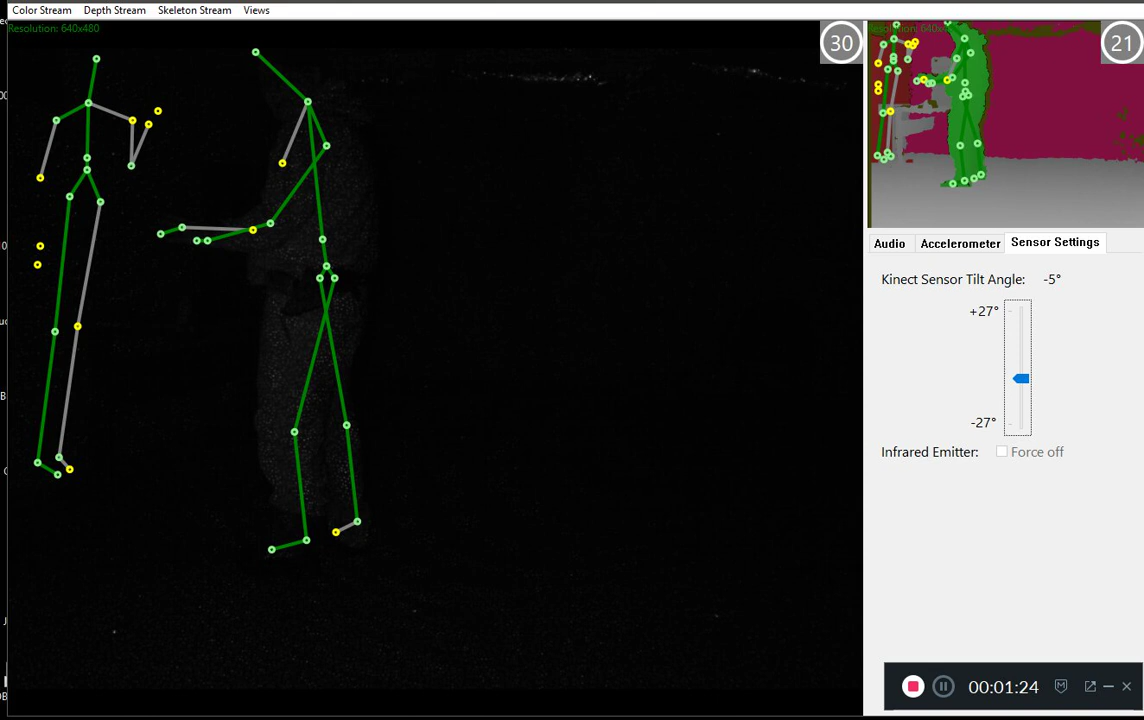 Color Stream Depth Stream Skeleton Stream Views
Resolution: 640x480
30
21
Audio Accelerometer Sensor Settings
Kinect Sensor Tilt Angle: -5°
+27°
-27°
Infrared Emitter: Force off
00:01:24